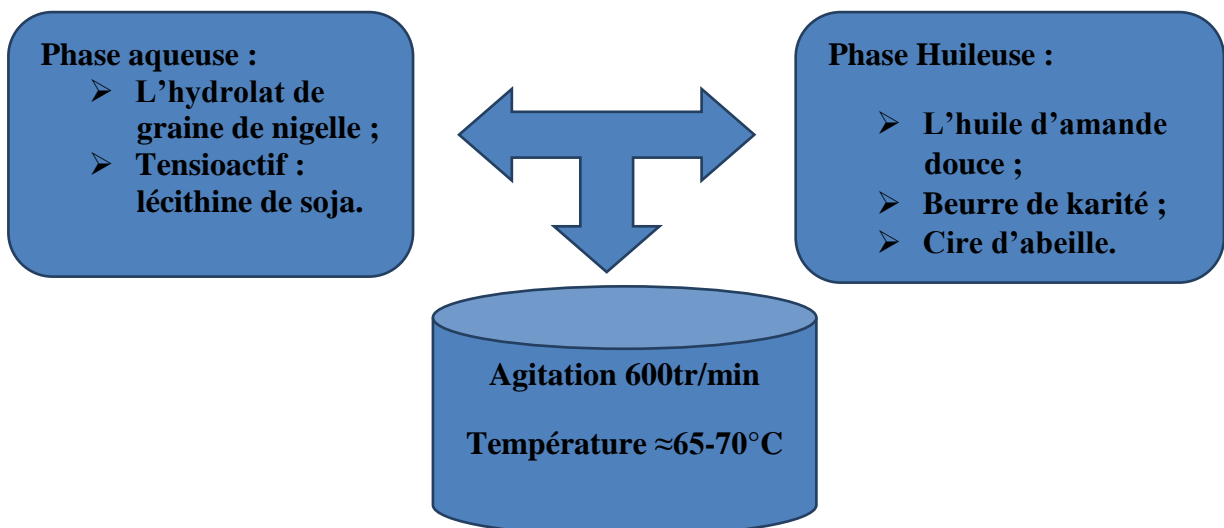 Phase aqueuse :
➢ L’hydrolat de
graine de nigelle ;
➢ Tensioactif :
lécithine de soja.
Phase Huileuse :
➢ L’huile d’amande
douce ;
➢ Beurre de karité ;
➢ Cire d’abeille.
Agitation 600tr/min
Température ≈65-70°C